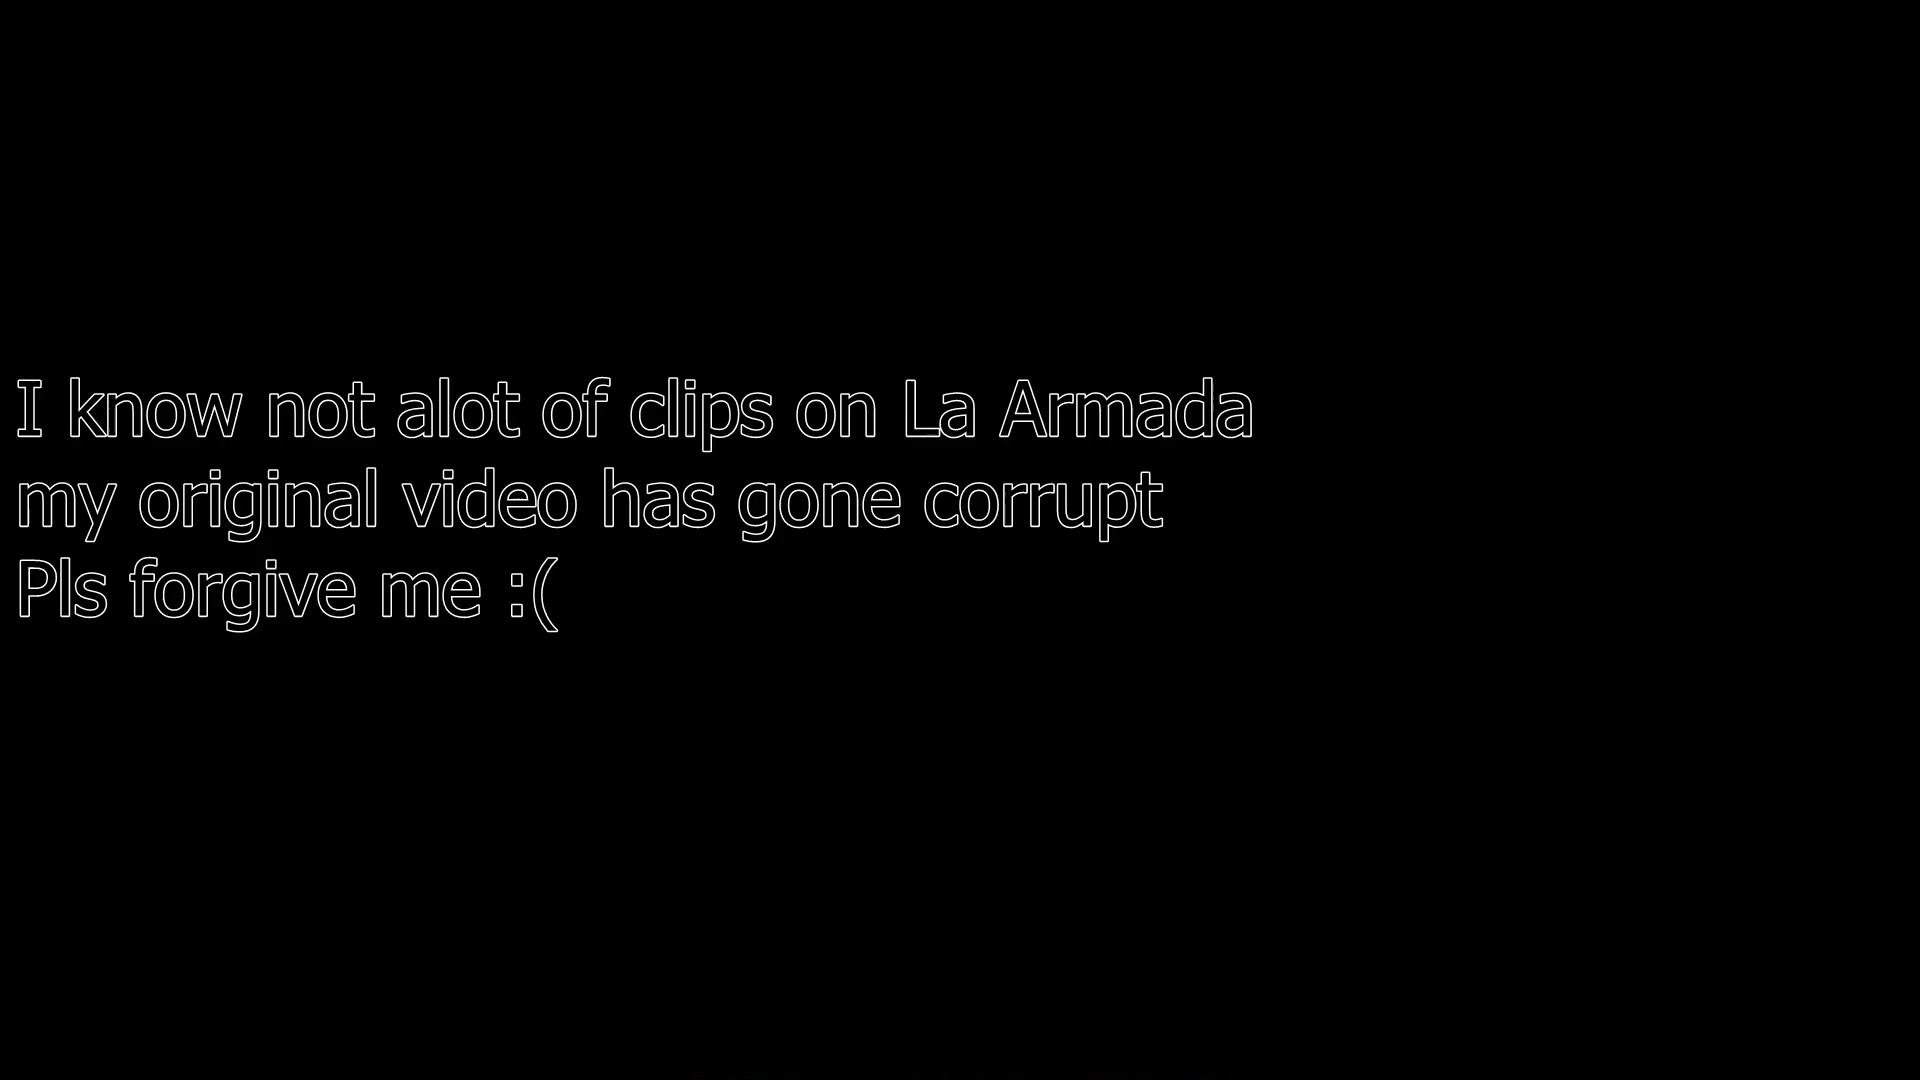 I know not alot of clips on La Armada
my original video has gone corrupt
Pls forgive me :(